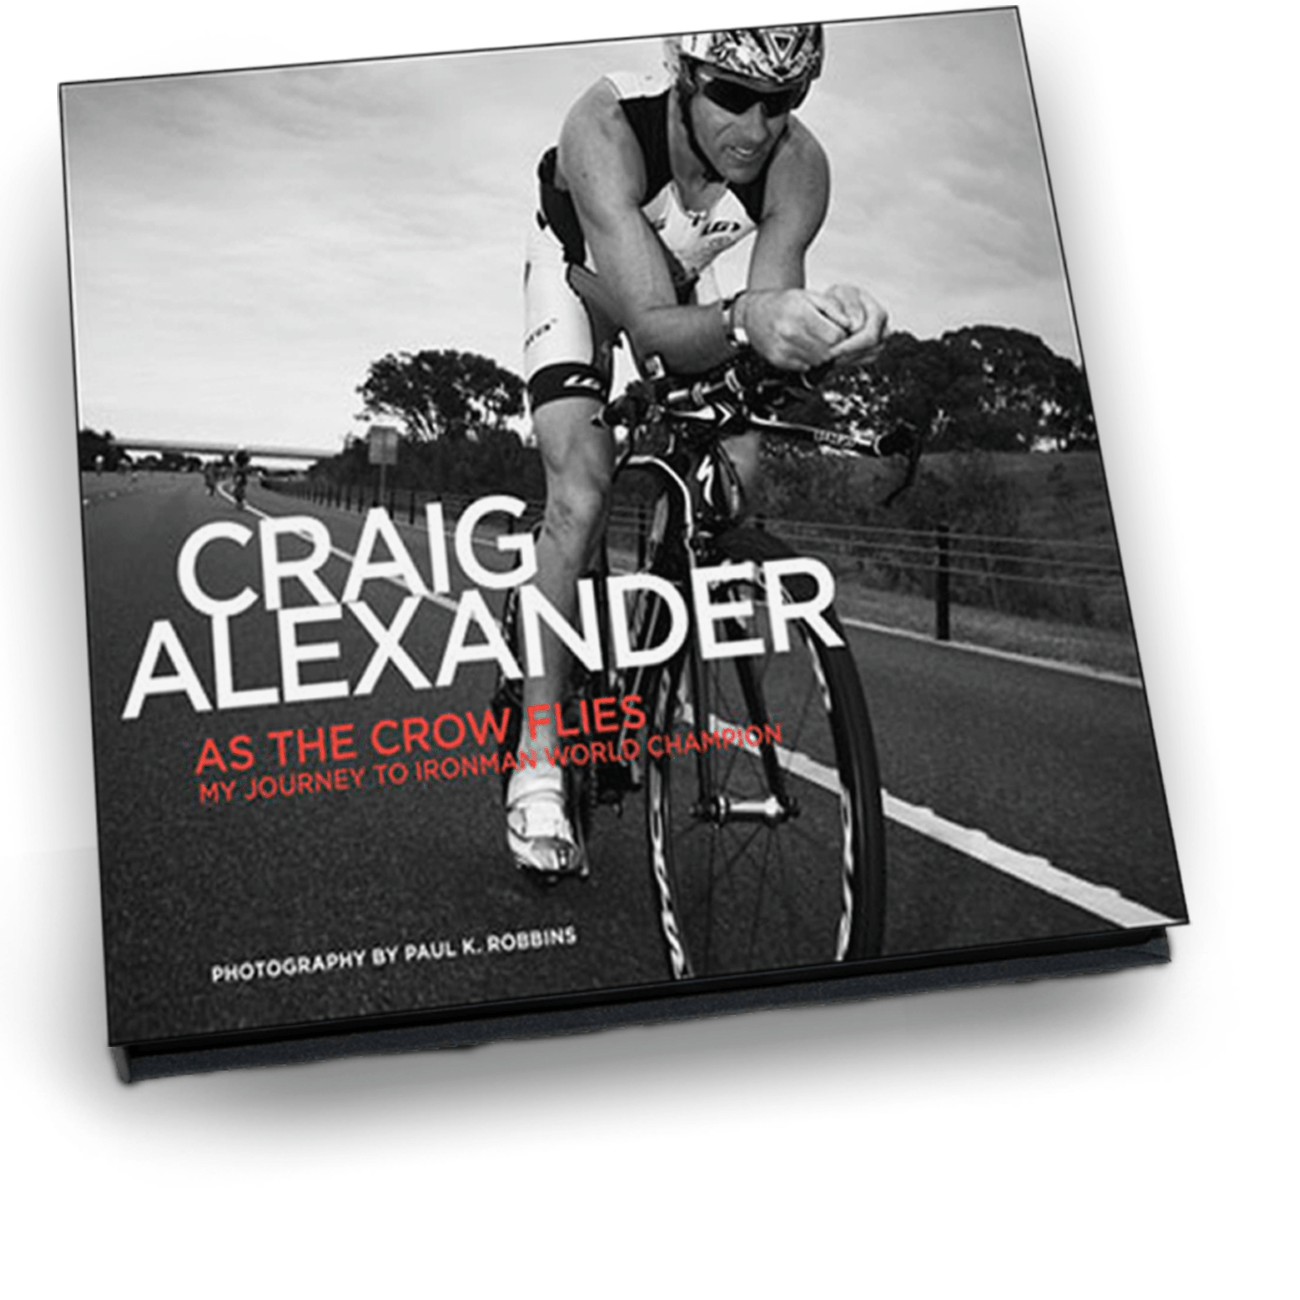 CRAIG
ALEXANDER
AS THE CROW FLIES
MY JOURNEY TO IRONMAN WORLD CHAMPION
PHOTOGRAPHY BY PAUL K. ROBBINS